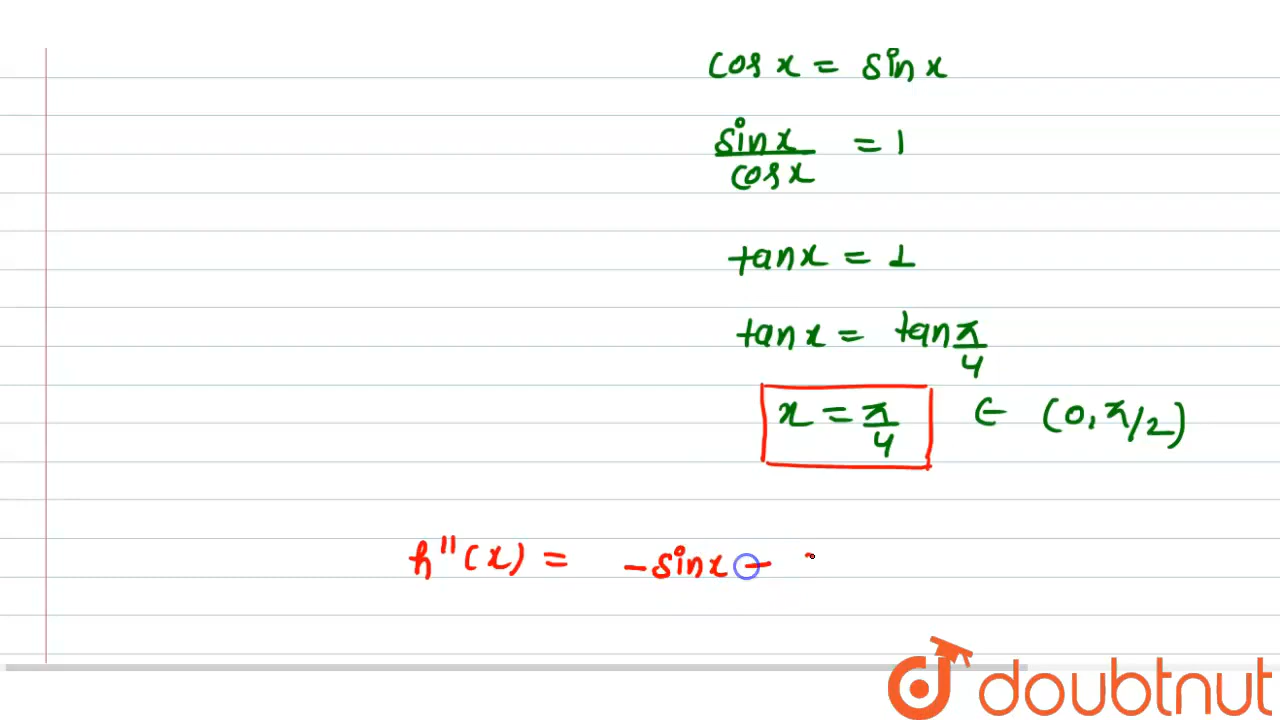 cos x = sin x
sin x / cos x = 1
tan x = 1
tan x = tan π/4
x = π/4 ∈ (0, π/2)
h''(x) = - sin x -
doubtnut